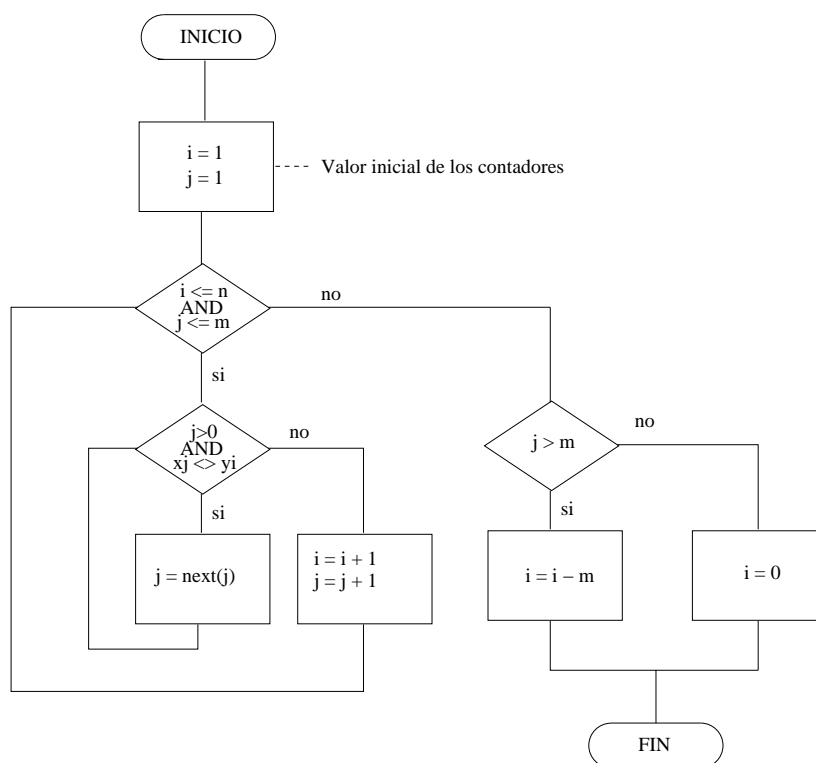 INICIO
i = 1
j = 1
Valor inicial de los contadores
i <= n
AND
j <= m
no
si
j>0
AND
xj <> yi
no
si
j = next(j)
i = i + 1
j = j + 1
j > m
no
si
i = i – m
i = 0
FIN